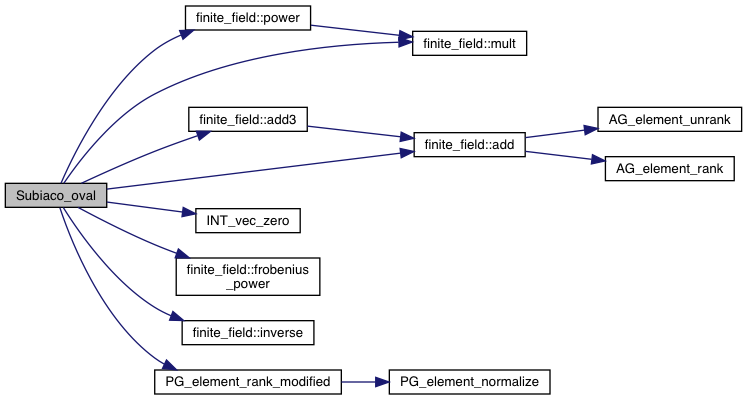 finite_field::power
finite_field::mult
finite_field::add3
AG_element_unrank
finite_field::add
AG_element_rank
Subiaco_oval
INT_vec_zero
finite_field::frobenius
_power
finite_field::inverse
PG_element_rank_modified
PG_element_normalize